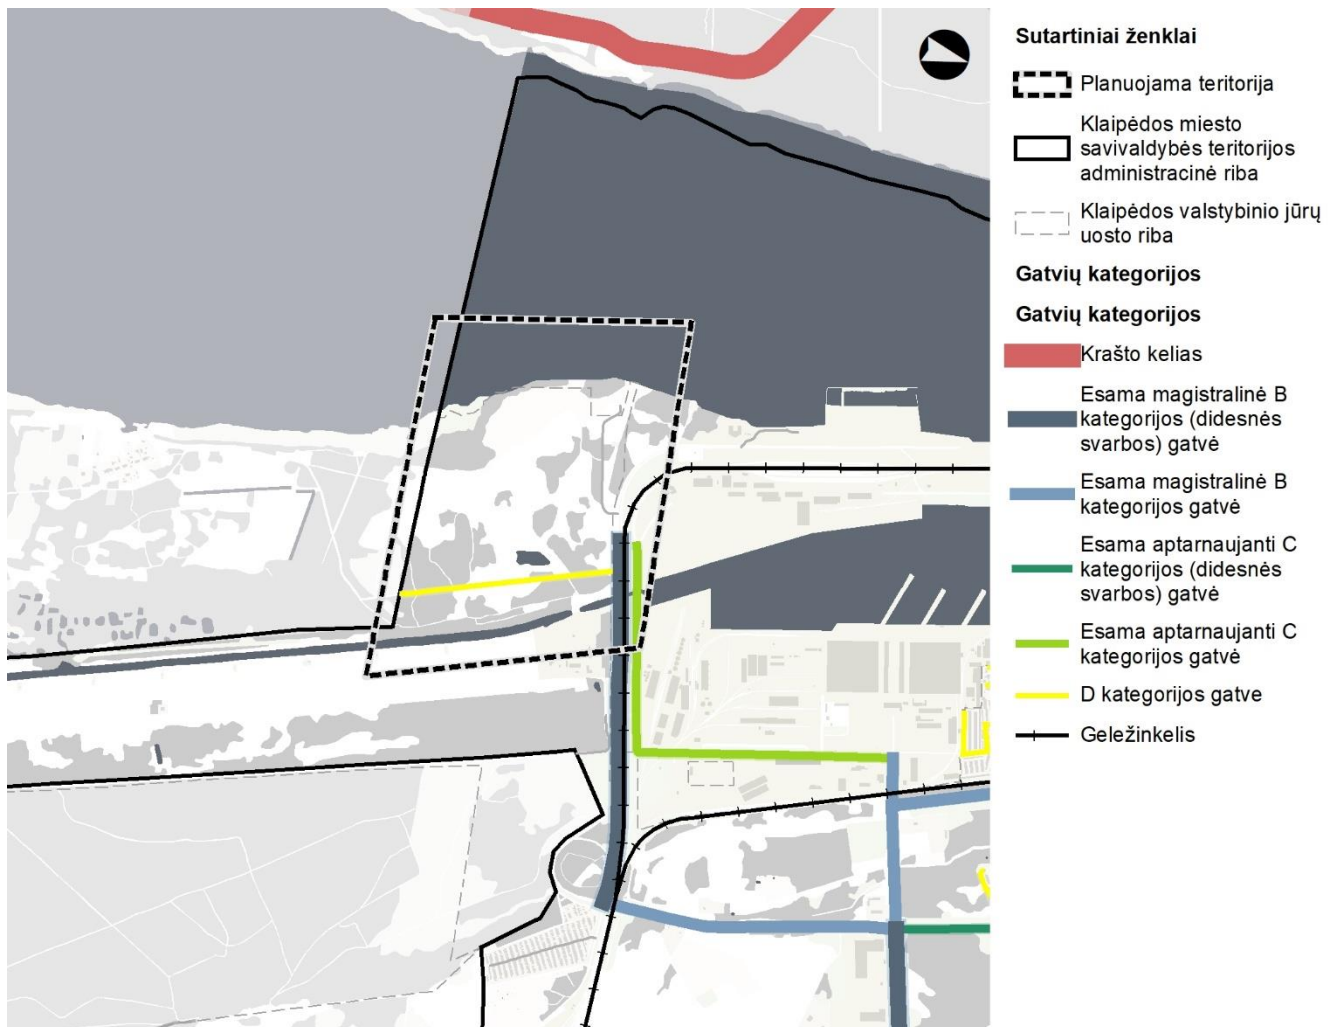 Sutartiniai ženklai
Planuojama teritorija
Klaipėdos miesto
savivaldybės teritorijos
administracinė riba
Klaipėdos valstybinio jūrų
uosto riba
Gatvių kategorijos
Gatvių kategorijos
Krašto kelias
Esama magistralinė B
kategorijos (didesnės
svarbos) gatvė
Esama magistralinė B
kategorijos gatvė
Esama aptarnaujanti C
kategorijos (didesnės
svarbos) gatvė
Esama aptarnaujanti C
kategorijos gatvė
D kategorijos gatve
Geležinkelis